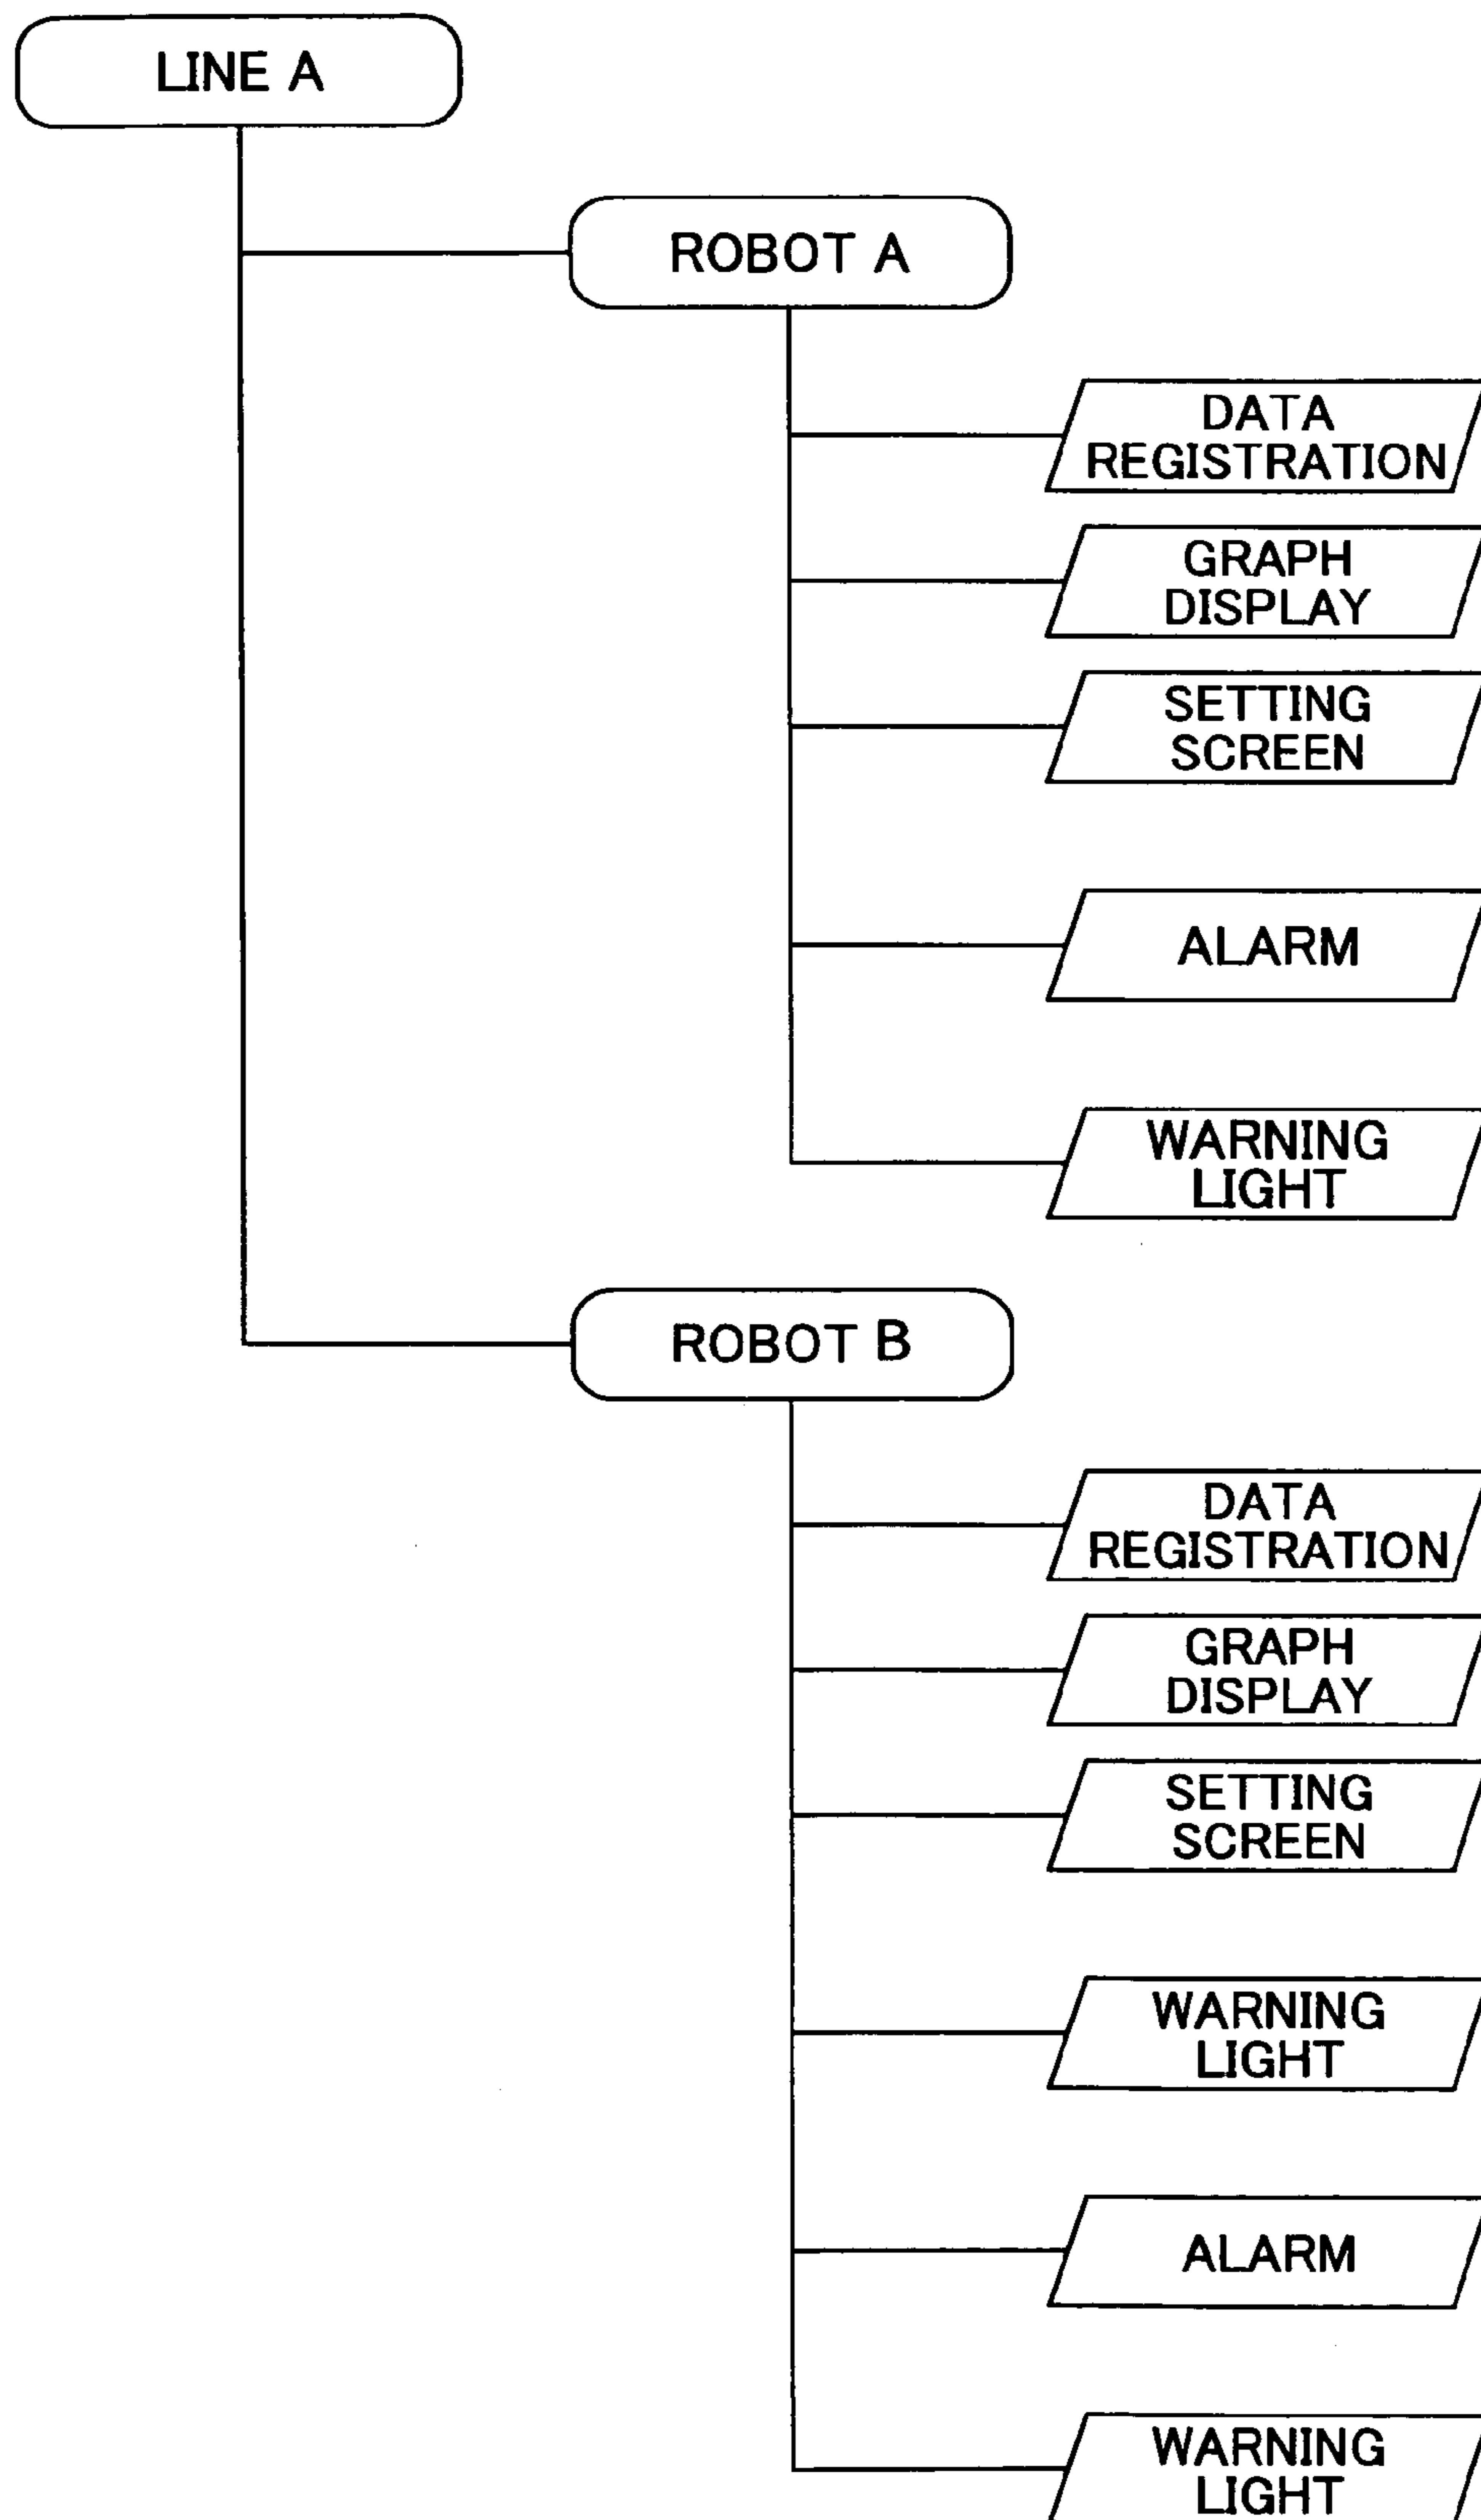 LINE A
ROBOT A
DATA
REGISTRATION
GRAPH
DISPLAY
SETTING
SCREEN
ALARM
WARNING
LIGHT
ROBOT B
DATA
REGISTRATION
GRAPH
DISPLAY
SETTING
SCREEN
WARNING
LIGHT
ALARM
WARNING
LIGHT